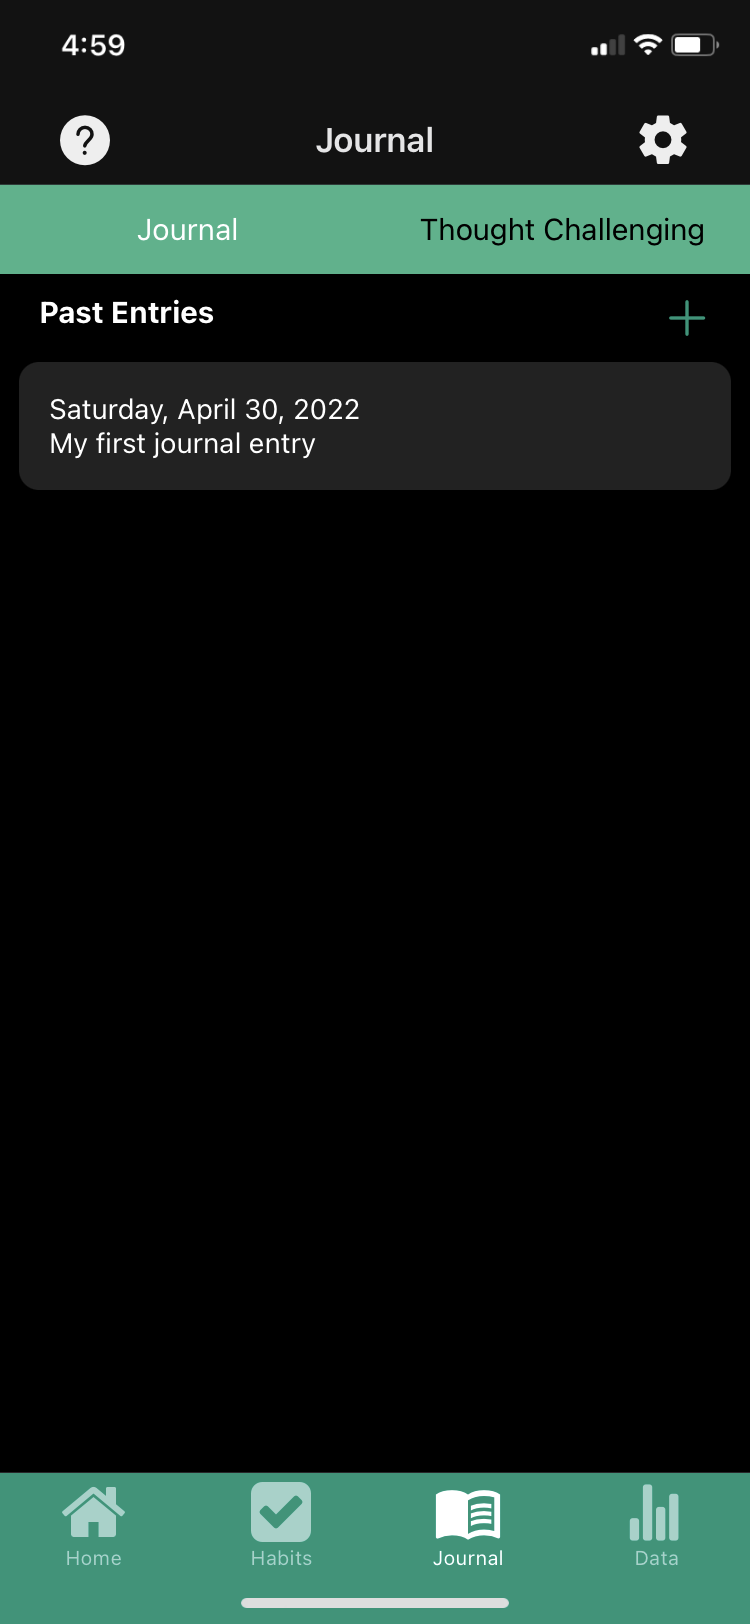 4:59
?
Journal
Journal
Thought Challenging
Past Entries
Saturday, April 30, 2022
My first journal entry
Home
Habits
Journal
Data